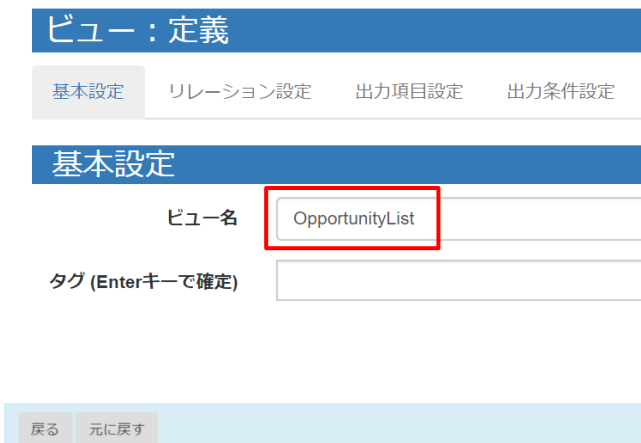 ビュー：定義
基本設定 リレーション設定 出力項目設定 出力条件設定
基本設定
ビュー名 OpportunityList
タグ (Enterキーで確定)
戻る 元に戻す